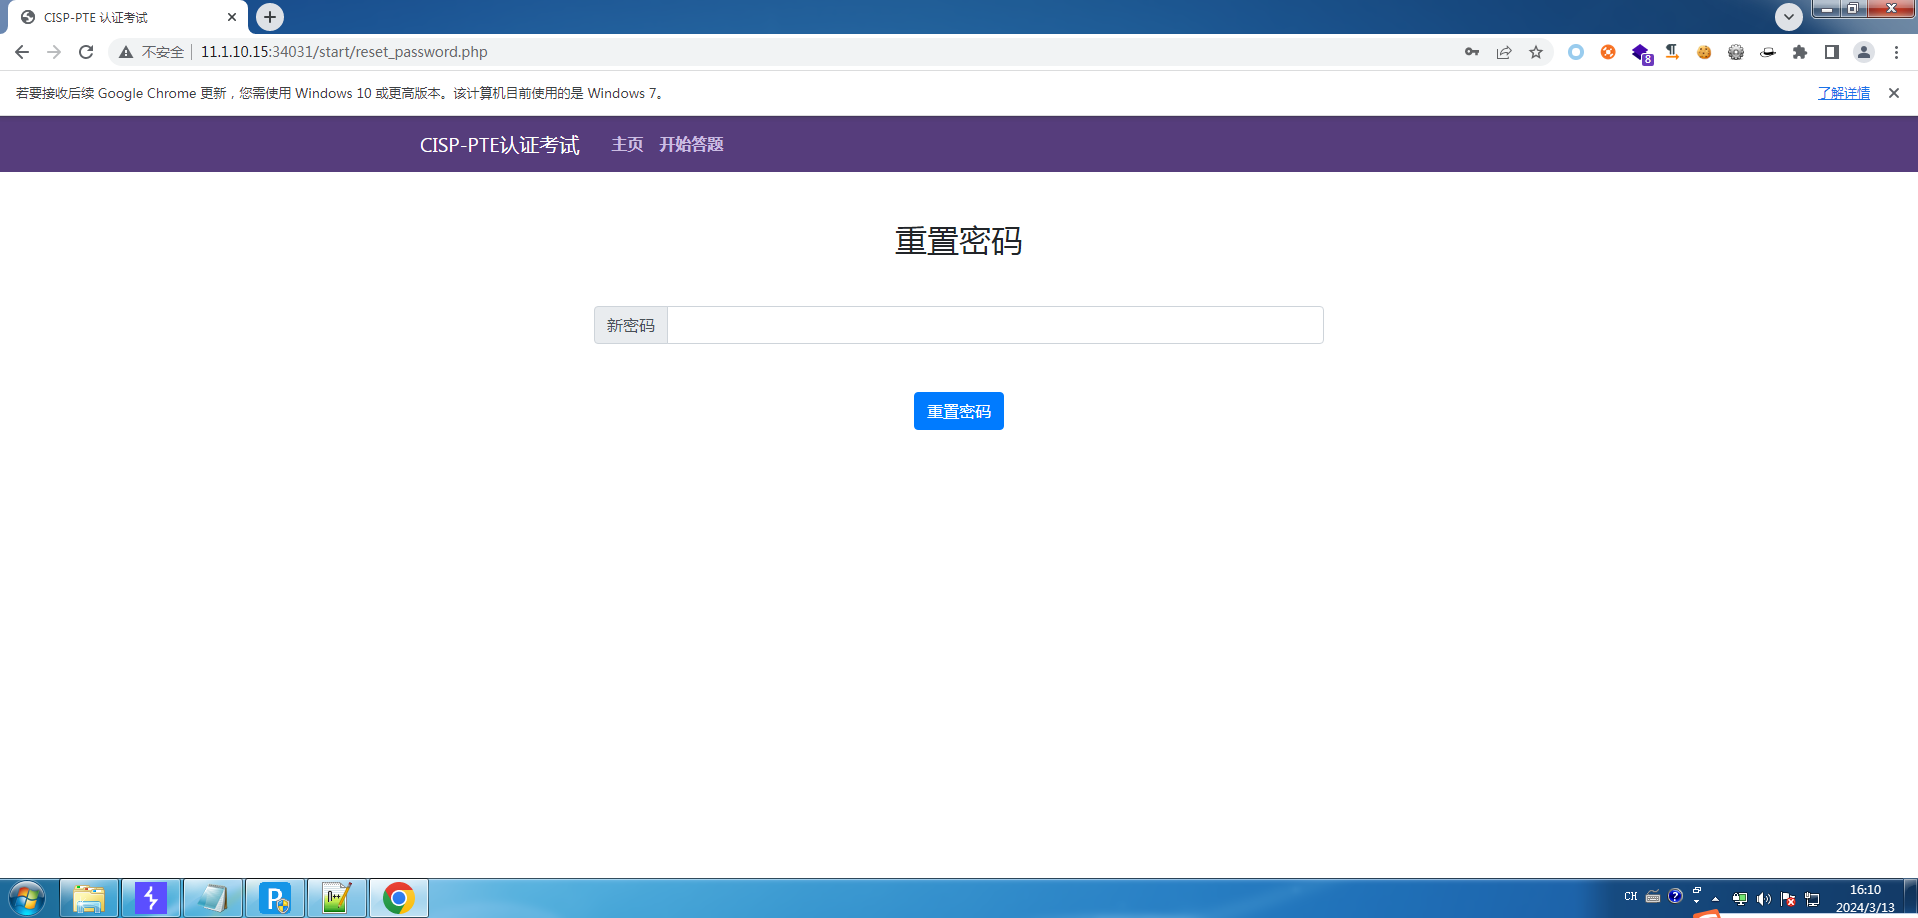 CISP-PTE 认证考试
不安全 11.1.10.15:34031/start/reset_password.php
8
若要接收后续 Google Chrome 更新，您需使用 Windows 10 或更高版本。该计算机目前使用的是 Windows 7。 了解详情
CISP-PTE认证考试 主页 开始答题
重置密码
新密码
重置密码
CH
16:10
2024/3/13